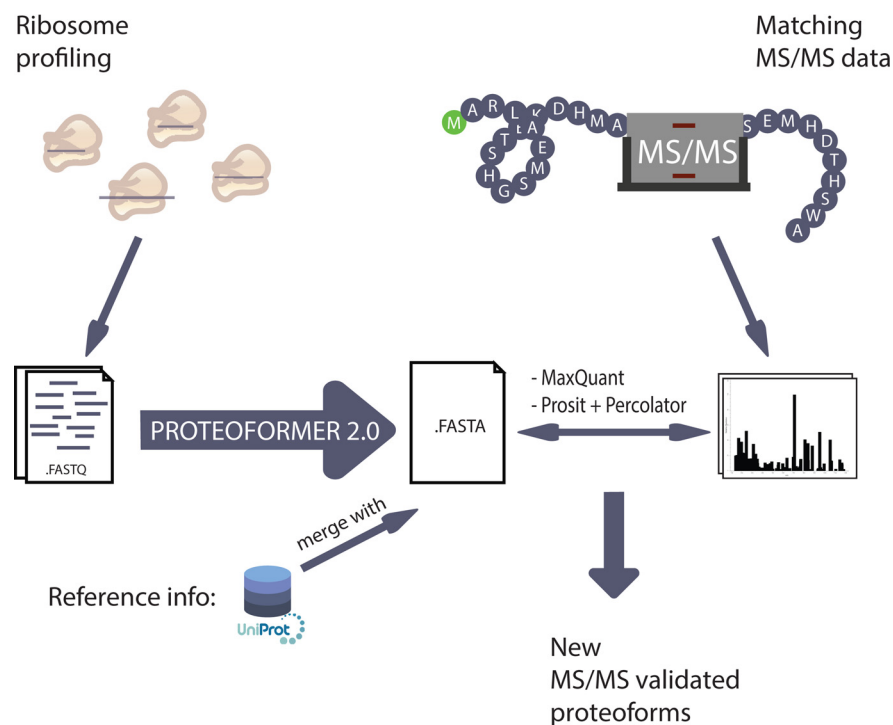 Ribosome
profiling
Matching
MS/MS data
M A R L K D H M A
S E M H D T H S W A
MS/MS
S T E A E M S G H
.FASTQ
PROTEOFORMER 2.0
.FASTA
- MaxQuant
- Prosit + Percolator
merge with
Reference info:
UniProt
New
MS/MS validated
proteoforms